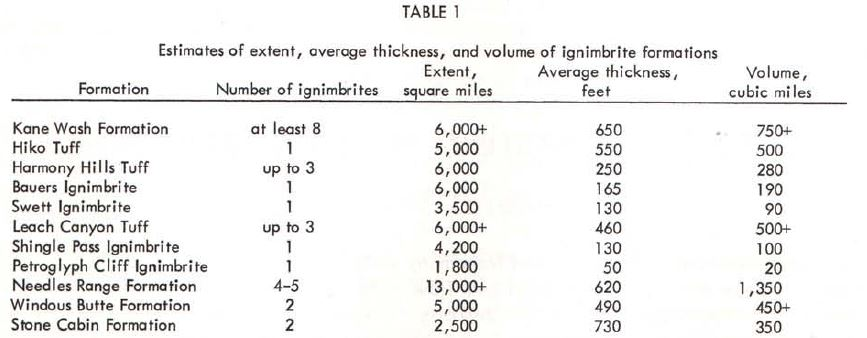 TABLE 1
Estimates of extent, average thickness, and volume of ignimbrite formations
Extent, Average thickness, Volume,
Formation Number of ignimbrites square miles feet cubic miles
Kane Wash Formation at least 8 6,000+ 650 750+
Hiko Tuff 1 5,000 550 500
Harmony Hills Tuff up to 3 6,000 250 280
Bauers Ignimbrite 1 6,000 165 190
Swett Ignimbrite 1 3,500 130 90
Leach Canyon Tuff up to 3 6,000+ 460 500+
Shingle Pass Ignimbrite 1 4,200 130 100
Petroglyph Cliff Ignimbrite 1 1,800 50 20
Needles Range Formation 4-5 13,000+ 620 1,350
Windous Butte Formation 2 5,000 490 450+
Stone Cabin Formation 2 2,500 730 350